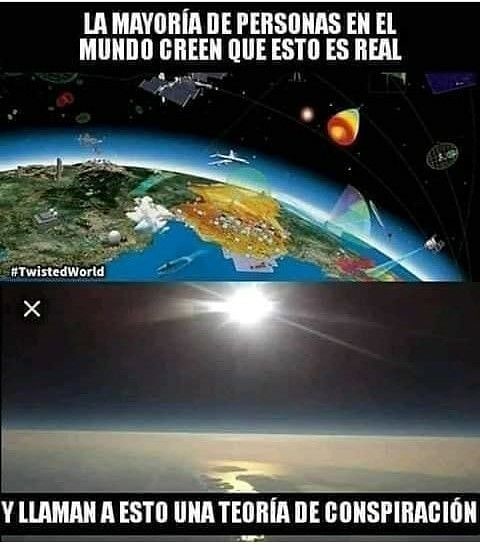 LA MAYORÍA DE PERSONAS EN EL
MUNDO CREEN QUE ESTO ES REAL
#TwistedWorld
Y LLAMAN A ESTO UNA TEORÍA DE CONSPIRACIÓN